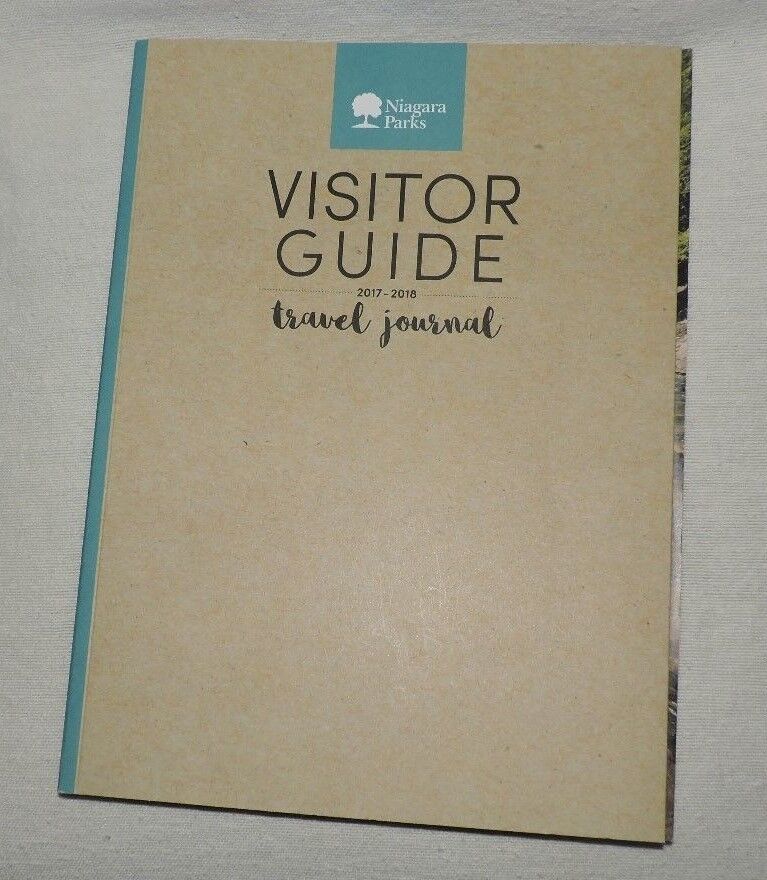 Niagara
Parks
VISITOR
GUIDE
2017-2018
travel journal